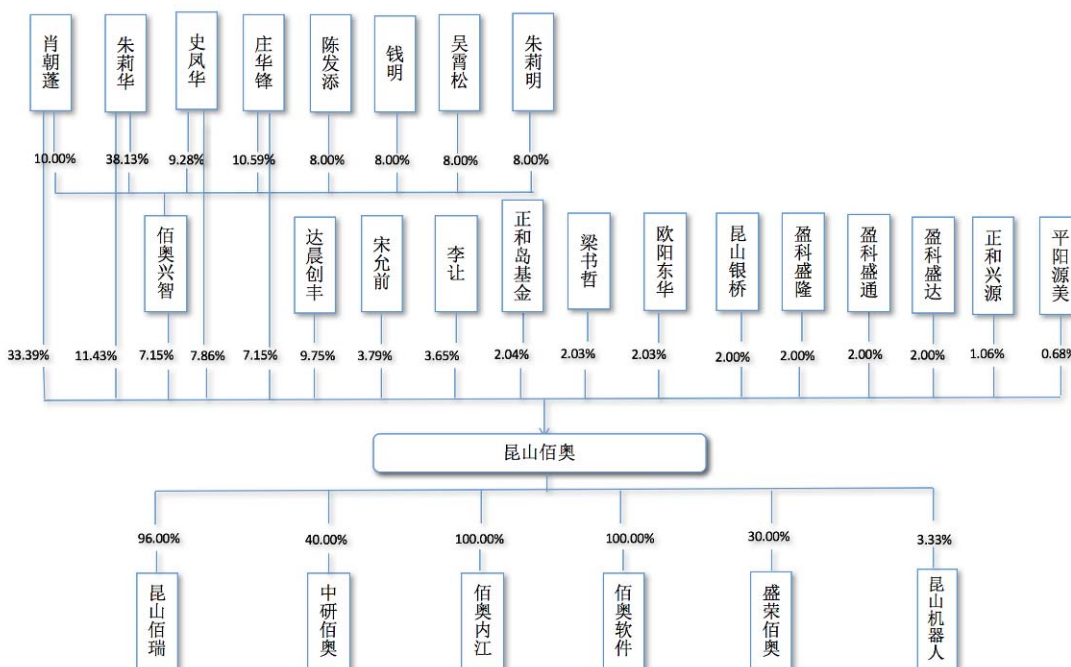 肖朝蓬
朱莉华
史凤华
庄华锋
陈发添
钱明
吴霄松
朱莉明
10.00%
38.13%
9.28%
10.59%
8.00%
8.00%
8.00%
8.00%
佰奥兴智
达晨创丰
宋允前
李让
正和岛基金
梁书哲
欧阳东华
昆山银桥
盈科盛隆
盈科盛通
盈科盛达
正和兴源
平阳源美
33.39%
11.43%
7.15%
7.86%
7.15%
9.75%
3.79%
3.65%
2.04%
2.03%
2.03%
2.00%
2.00%
2.00%
2.00%
1.06%
0.68%
昆山佰奥
96.00%
40.00%
100.00%
100.00%
30.00%
3.33%
昆山佰瑞
中研佰奥
佰奥内江
佰奥软件
盛荣佰奥
昆山机器人